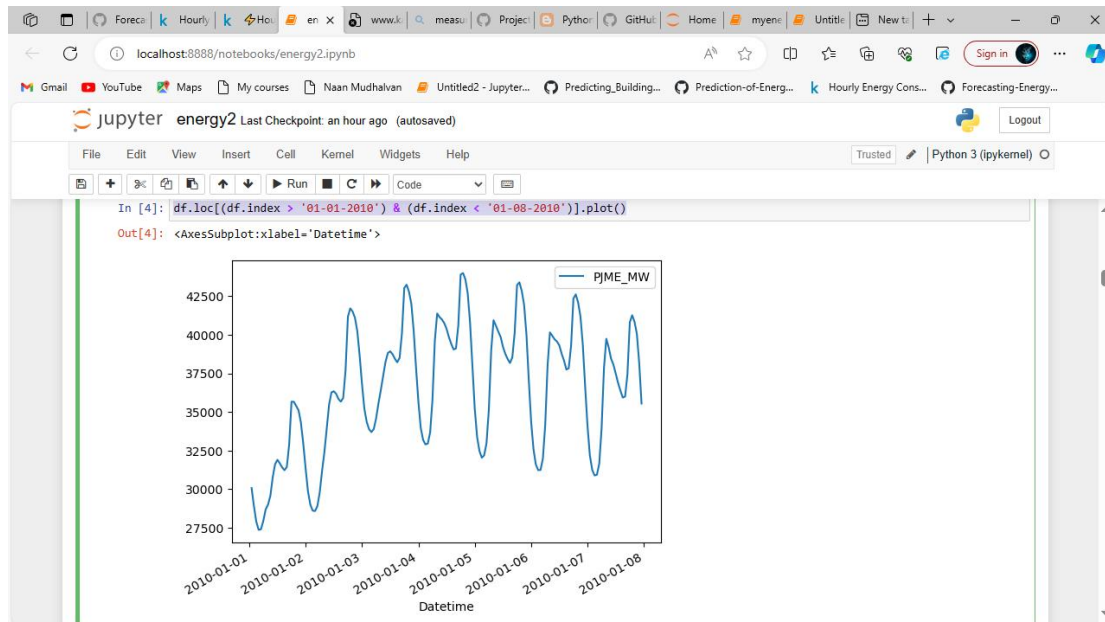 Foreca
Hourly
Hou
en
www.k
measu
Project
Python
GitHub
Home
myene
Untitle
New ta
localhost:8888/notebooks/energy2.ipynb
Sign in
Gmail
YouTube
Maps
My courses
Naan Mudhalvan
Untitled2 - Jupyter...
Predicting_Building...
Prediction-of-Energ...
Hourly Energy Cons...
Forecasting-Energy...
jupyter energy2 Last Checkpoint: an hour ago (autosaved)
Logout
File Edit View Insert Cell Kernel Widgets Help
Trusted
Python 3 (ipykernel)
Run
Code
In [4]: df.loc[(df.index > '01-01-2010') & (df.index < '01-08-2010')].plot()
Out[4]: <AxesSubplot:xlabel='Datetime'>
PJME_MW
42500
40000
37500
35000
32500
30000
27500
2010-01-01
2010-01-02
2010-01-03
2010-01-04
2010-01-05
2010-01-06
2010-01-07
2010-01-08
Datetime